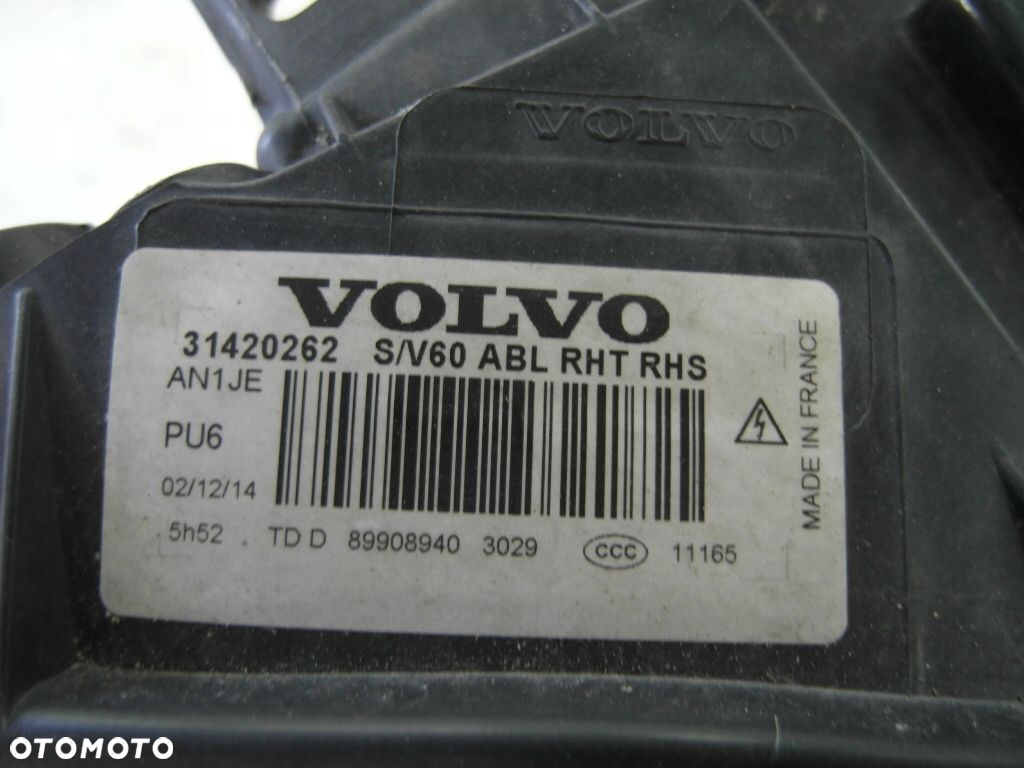 VOLVO
VOLVO
31420262 S/V60 ABL RHT RHS
AN1JE
PU6
02/12/14
5h52 TD D 89908940 3029 CCC 11165
MADE IN FRANCE
OTOMOTO